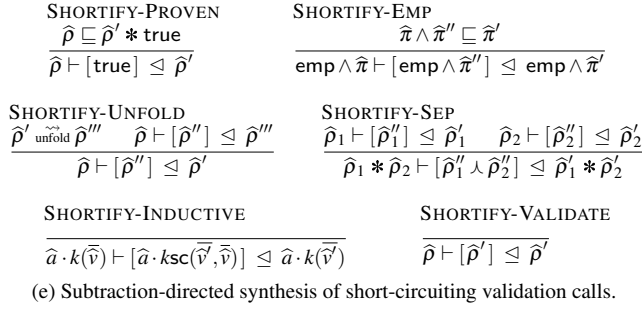 SHORTIFY-PROVEN
ρ̂ ⊑ ρ̂′ ∗ true
ρ̂ ⊢ [true] ⊴ ρ̂′
SHORTIFY-EMP
π̂ ∧ π̂″ ⊑ π̂′
emp ∧ π̂ ⊢ [emp ∧ π̂″] ⊴ emp ∧ π̂′
SHORTIFY-UNFOLD
ρ̂′ ⇝unfold ρ̂‴ ρ̂ ⊢ [ρ̂″] ⊴ ρ̂‴
ρ̂ ⊢ [ρ̂″] ⊴ ρ̂′
SHORTIFY-SEP
ρ̂₁ ⊢ [ρ̂″₁] ⊴ ρ̂′₁ ρ̂₂ ⊢ [ρ̂″₂] ⊴ ρ̂′₂
ρ̂₁ ∗ ρ̂₂ ⊢ [ρ̂″₁ ⅄ ρ̂″₂] ⊴ ρ̂′₁ ∗ ρ̂′₂
SHORTIFY-INDUCTIVE
â · k(v̂̅) ⊢ [â · ksc(v̂′̅, v̂̅)] ⊴ â · k(v̂′̅)
SHORTIFY-VALIDATE
ρ̂ ⊢ [ρ̂′] ⊴ ρ̂′
(e) Subtraction-directed synthesis of short-circuiting validation calls.